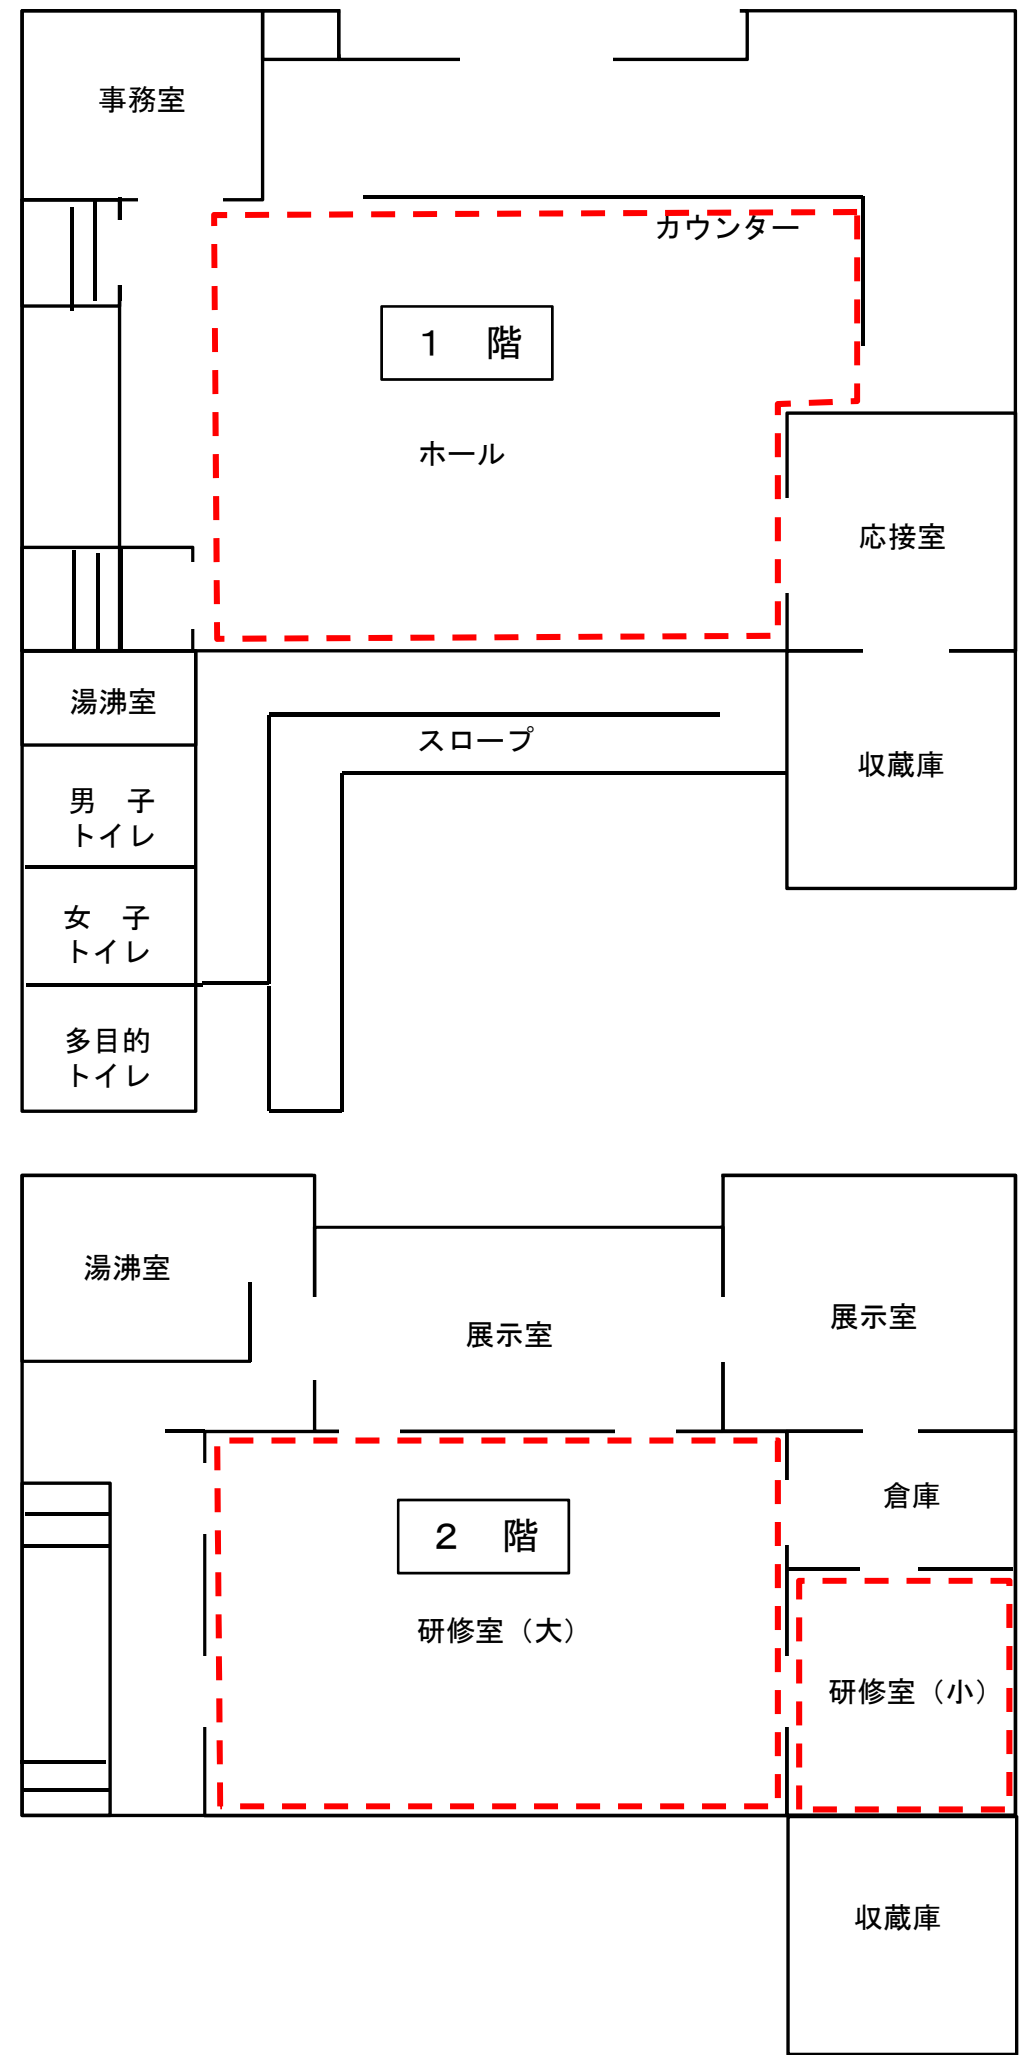 事務室
カウンター
１　階
ホール
応接室
湯沸室
スロープ
収蔵庫
男　子
トイレ
女　子
トイレ
多目的
トイレ
湯沸室
展示室
展示室
倉庫
２　階
研修室（大）
研修室（小）
収蔵庫